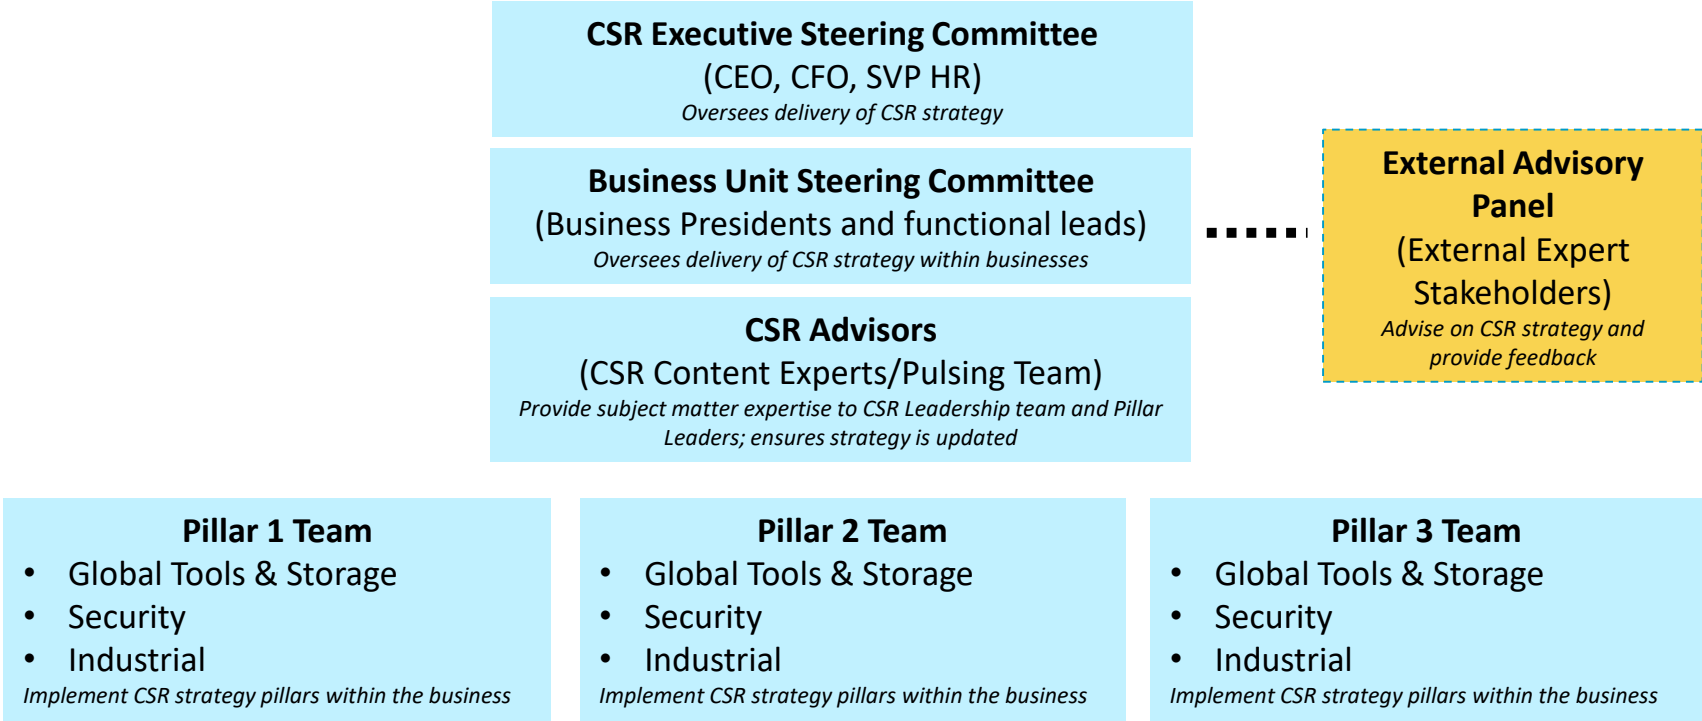 CSR Executive Steering Committee
(CEO, CFO, SVP HR)
Oversees delivery of CSR strategy
Business Unit Steering Committee
(Business Presidents and functional leads)
Oversees delivery of CSR strategy within businesses
External Advisory
Panel
(External Expert
Stakeholders)
Advise on CSR strategy and
provide feedback
CSR Advisors
(CSR Content Experts/Pulsing Team)
Provide subject matter expertise to CSR Leadership team and Pillar
Leaders; ensures strategy is updated
Pillar 1 Team
• Global Tools & Storage
• Security
• Industrial
Implement CSR strategy pillars within the business
Pillar 2 Team
• Global Tools & Storage
• Security
• Industrial
Implement CSR strategy pillars within the business
Pillar 3 Team
• Global Tools & Storage
• Security
• Industrial
Implement CSR strategy pillars within the business